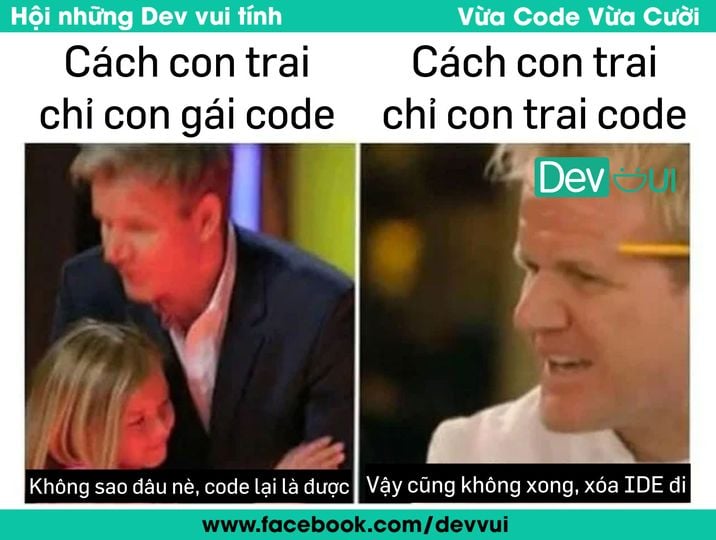 Hội những Dev vui tính
Vừa Code Vừa Cười
Cách con trai
chỉ con gái code
Cách con trai
chỉ con trai code
Dev
ui
Không sao đâu nè, code lại là được
Vậy cũng không xong, xóa IDE đi
www.facebook.com/devvui